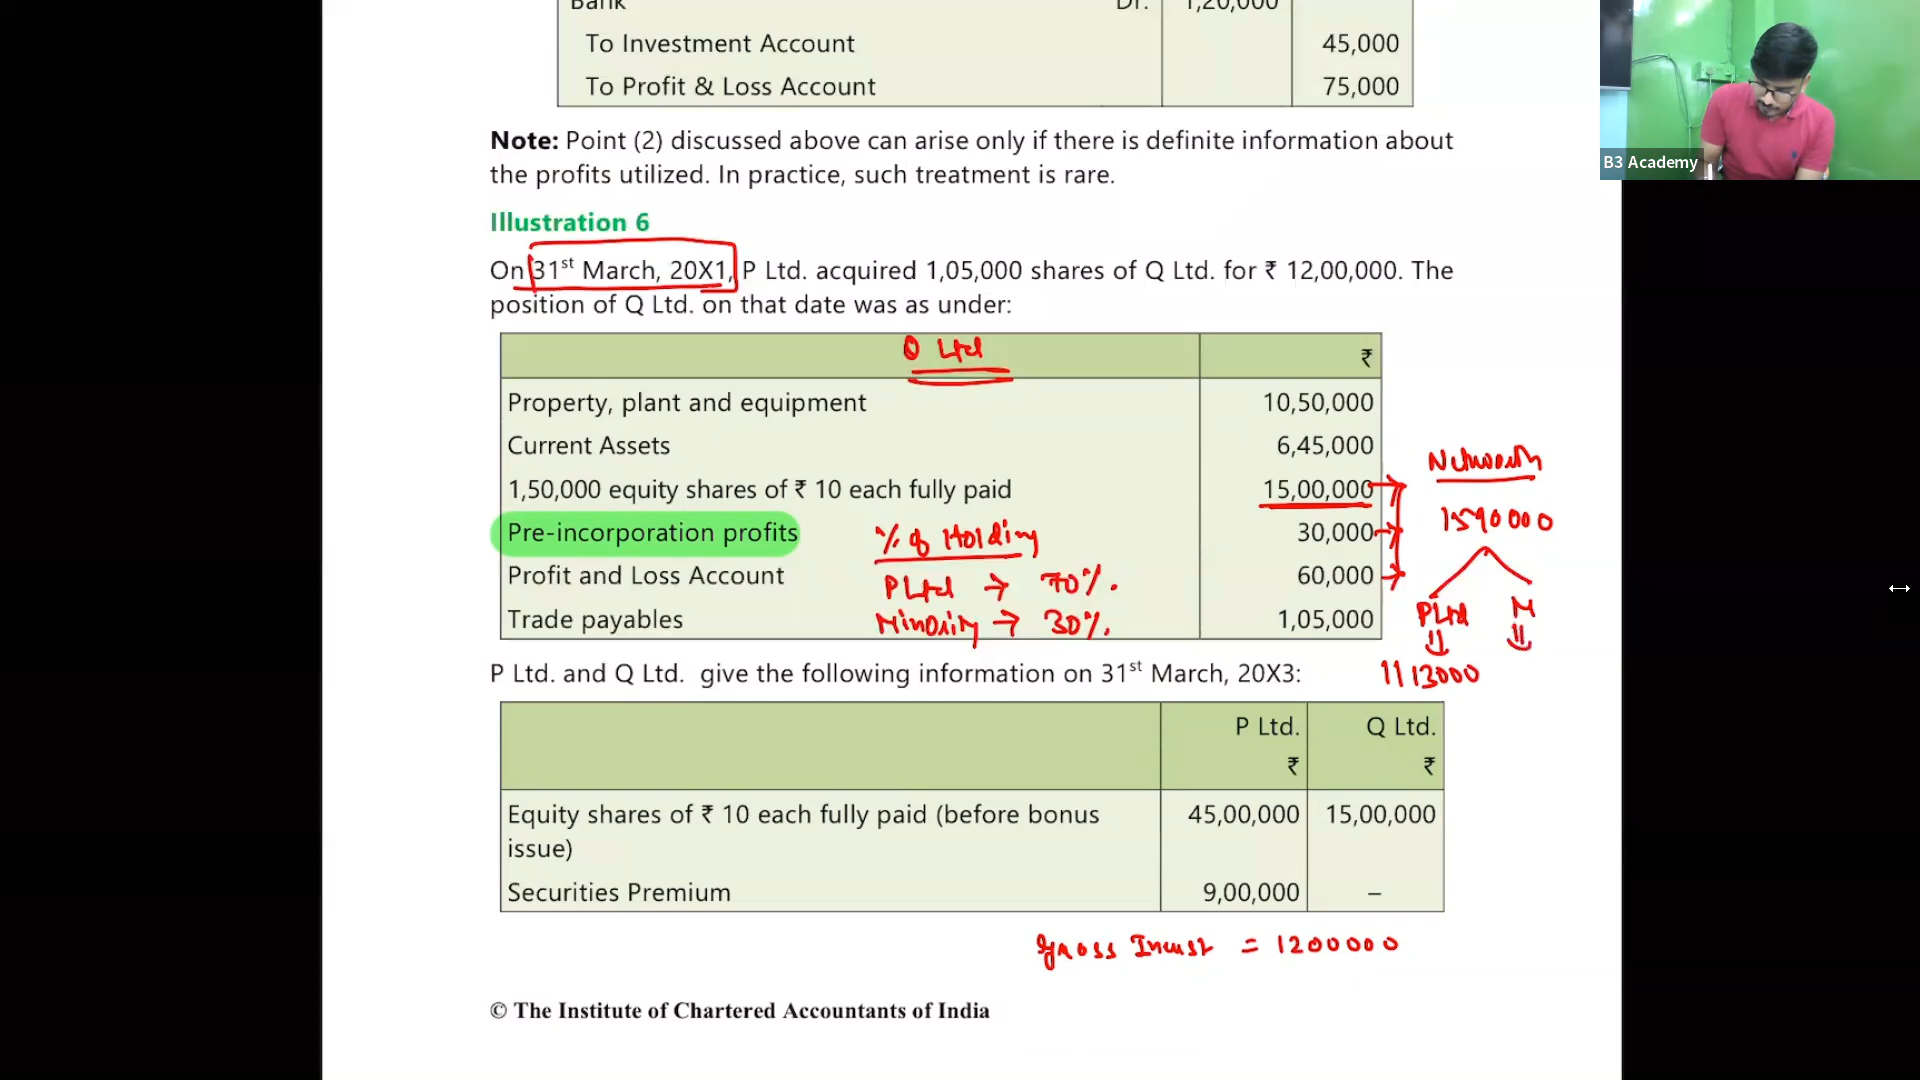 Bank Dr. 1,20,000
To Investment Account 45,000
To Profit & Loss Account 75,000
B3 Academy
Note: Point (2) discussed above can arise only if there is definite information about
the profits utilized. In practice, such treatment is rare.
Illustration 6
On 31st March, 20X1, P Ltd. acquired 1,05,000 shares of Q Ltd. for ₹ 12,00,000. The
position of Q Ltd. on that date was as under:
Q Ltd
₹
Property, plant and equipment 10,50,000
Current Assets 6,45,000
Networth
1,50,000 equity shares of ₹ 10 each fully paid 15,00,000
1590000
Pre-incorporation profits 30,000
% of Holding
Profit and Loss Account 60,000
P Ltd → 70%.
P Ltd M
Trade payables 1,05,000
Minority → 30%.
P Ltd. and Q Ltd. give the following information on 31st March, 20X3:
1113000
P Ltd. Q Ltd.
₹ ₹
Equity shares of ₹ 10 each fully paid (before bonus 45,00,000 15,00,000
issue)
Securities Premium 9,00,000 –
Gross Invest = 1200000
© The Institute of Chartered Accountants of India